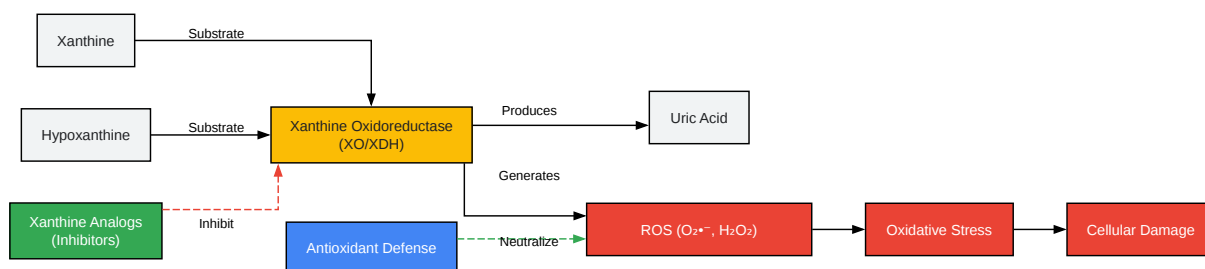 Xanthine
Substrate
Hypoxanthine
Substrate
Xanthine Oxidoreductase
(XO/XDH)
Produces
Uric Acid
Generates
Xanthine Analogs
(Inhibitors)
Inhibit
Antioxidant Defense
Neutralize
ROS (O₂•⁻, H₂O₂)
Oxidative Stress
Cellular Damage